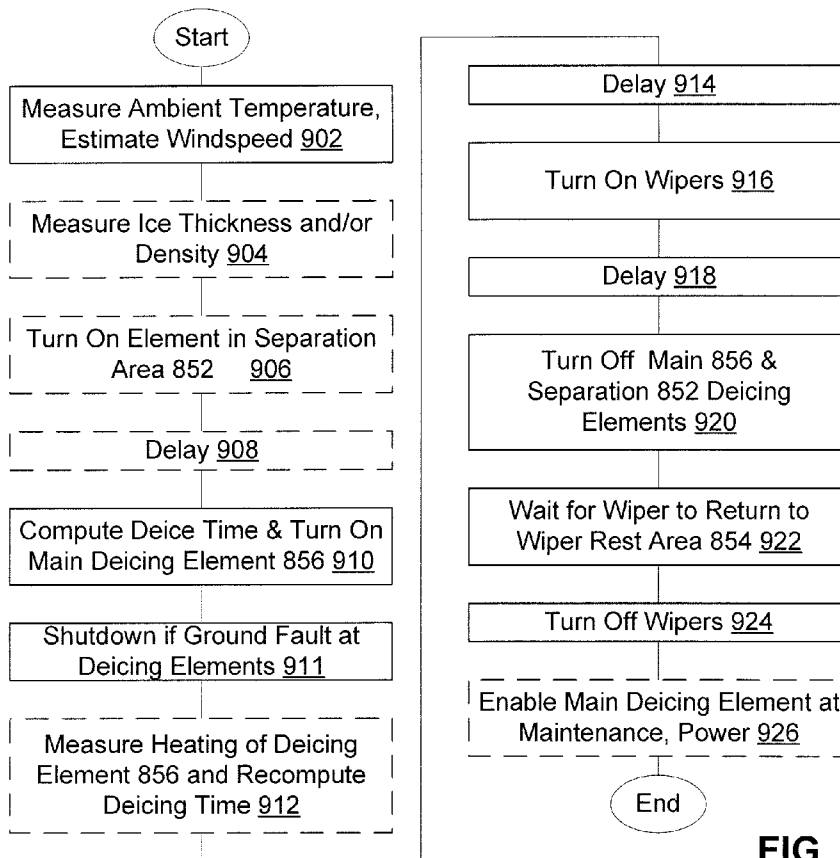 Start
Measure Ambient Temperature,
Estimate Windspeed 902
Measure Ice Thickness and/or
Density 904
Turn On Element in Separation
Area 852 906
Delay 908
Compute Deice Time & Turn On
Main Deicing Element 856 910
Shutdown if Ground Fault at
Deicing Elements 911
Measure Heating of Deicing
Element 856 and Recompute
Deicing Time 912
Delay 914
Turn On Wipers 916
Delay 918
Turn Off Main 856 &
Separation 852 Deicing
Elements 920
Wait for Wiper to Return to
Wiper Rest Area 854 922
Turn Off Wipers 924
Enable Main Deicing Element at
Maintenance, Power 926
End
FIG